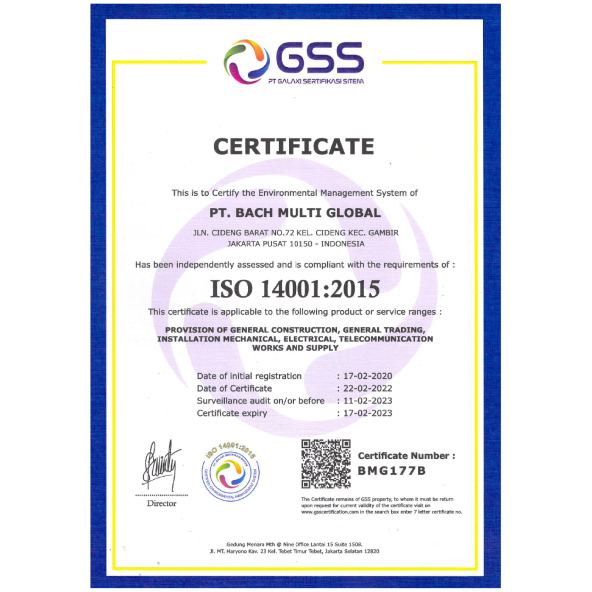 GSS
PT GALAXI SERTIFIKASI SITEM
CERTIFICATE
This is to Certify the Environmental Management System of
PT. BACH MULTI GLOBAL
JLN. CIDENG BARAT NO.72 KEL. CIDENG KEC. GAMBIR
JAKARTA PUSAT 10150 - INDONESIA
Has been independently assessed and is compliant with the requirements of :
ISO 14001:2015
This certificate is applicable to the following product or service ranges :
PROVISION OF GENERAL CONSTRUCTION, GENERAL TRADING,
INSTALLATION MECHANICAL, ELECTRICAL, TELECOMMUNICATION
WORKS AND SUPPLY
Date of initial registration : 17-02-2020
Date of Certificate : 22-02-2022
Surveillance audit on/or before : 11-02-2023
Certificate expiry : 17-02-2023
ISO 14001:2015
Certificate Number :
BMG177B
Director
The Certificate remains of GSS property, to whom it must be return
upon request for current validity of the certificate visit on
www.gsscertification.com in the search box enter 7 letter certificate no.
Gedung Menara Mth @ Nine Office Lantai 15 Suite 1508.
Jl. MT. Haryono Kav. 23 Kel. Tebet Timur Tebet, Jakarta Selatan 12820